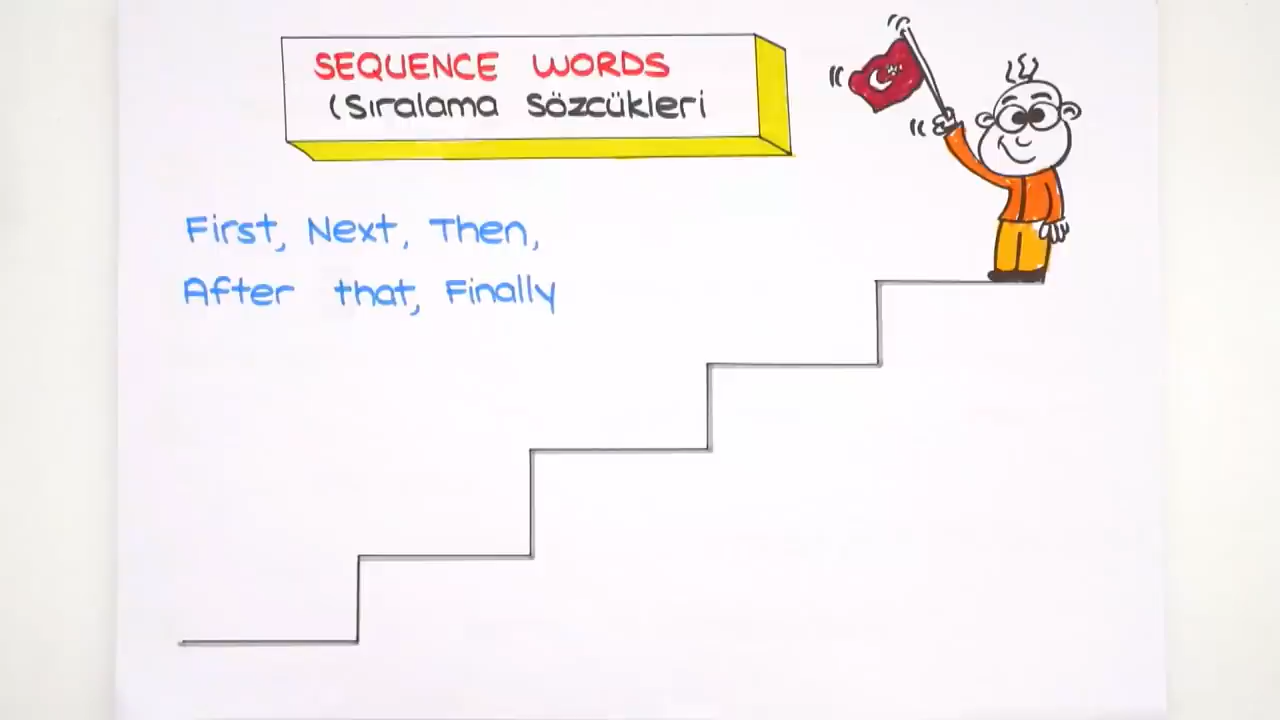 SEQUENCE WORDS
(Sıralama Sözcükleri
First, Next, Then,
After that, Finally